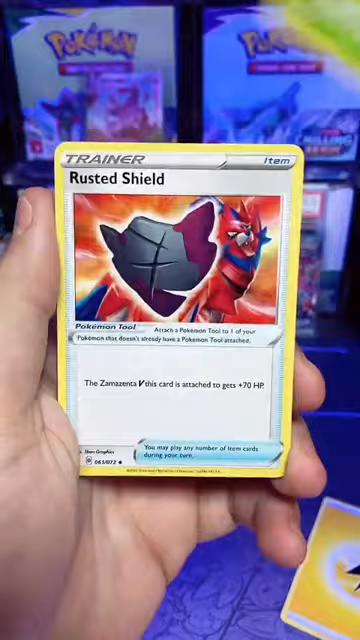 Pokémon
Pokémon
TRAINER
Item
Rusted Shield
Pokémon Tool
Attach a Pokémon Tool to 1 of your
Pokémon that doesn't already have a Pokémon Tool attached.
The Zamazenta V this card is attached to gets +70 HP.
You may play any number of Item cards
during your turn.
061/072